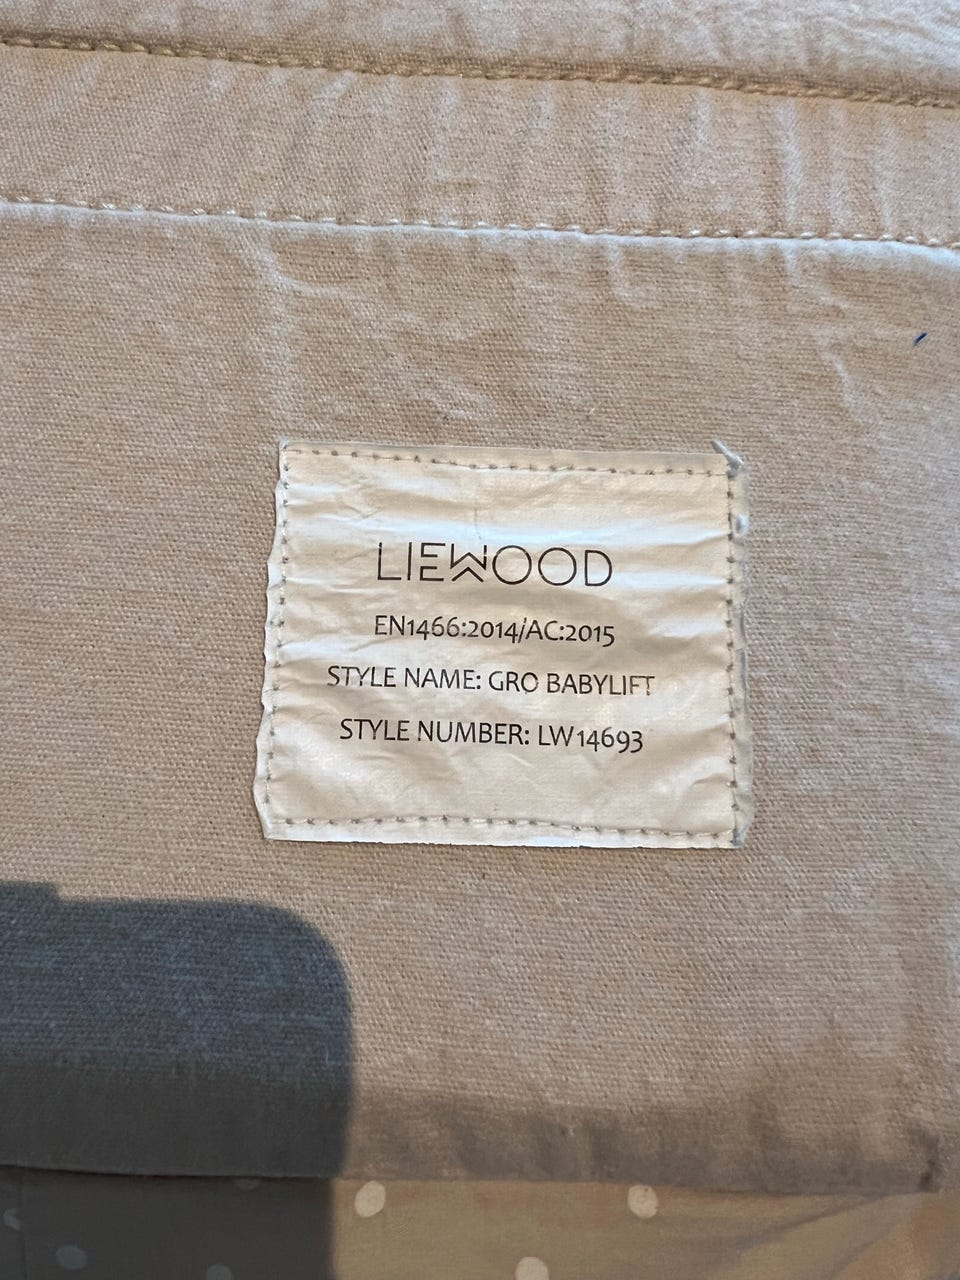 LIEWOOD
EN1466:2014/AC:2015
STYLE NAME: GRO BABYLIFT
STYLE NUMBER: LW14693